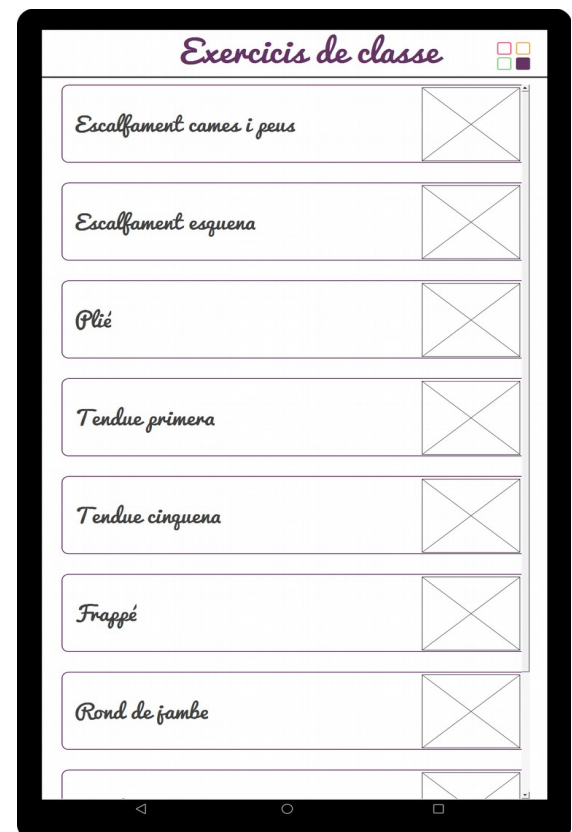 Exercicis de classe
Escalfament cames i peus
Escalfament esquena
Plié
Tendue primera
Tendue cinquena
Frappé
Rond de jambe